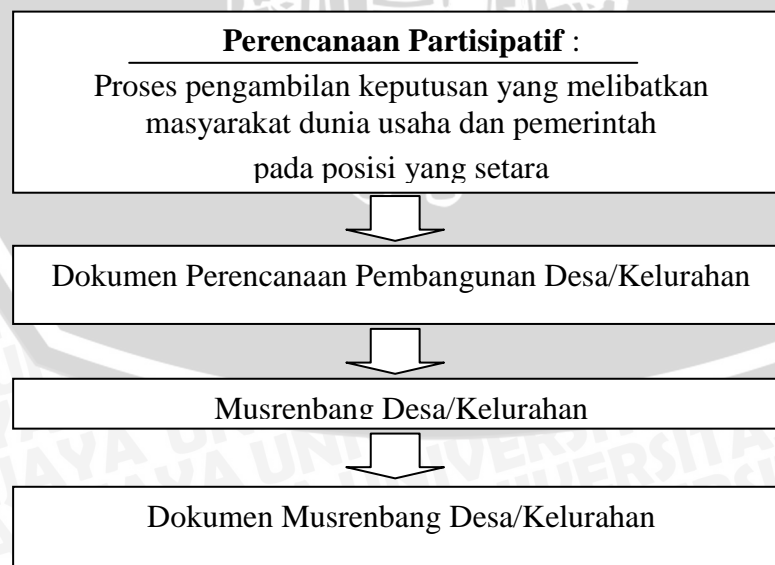 Perencanaan Partisipatif :
Proses pengambilan keputusan yang melibatkan
masyarakat dunia usaha dan pemerintah
pada posisi yang setara
Dokumen Perencanaan Pembangunan Desa/Kelurahan
Musrenbang Desa/Kelurahan
Dokumen Musrenbang Desa/Kelurahan